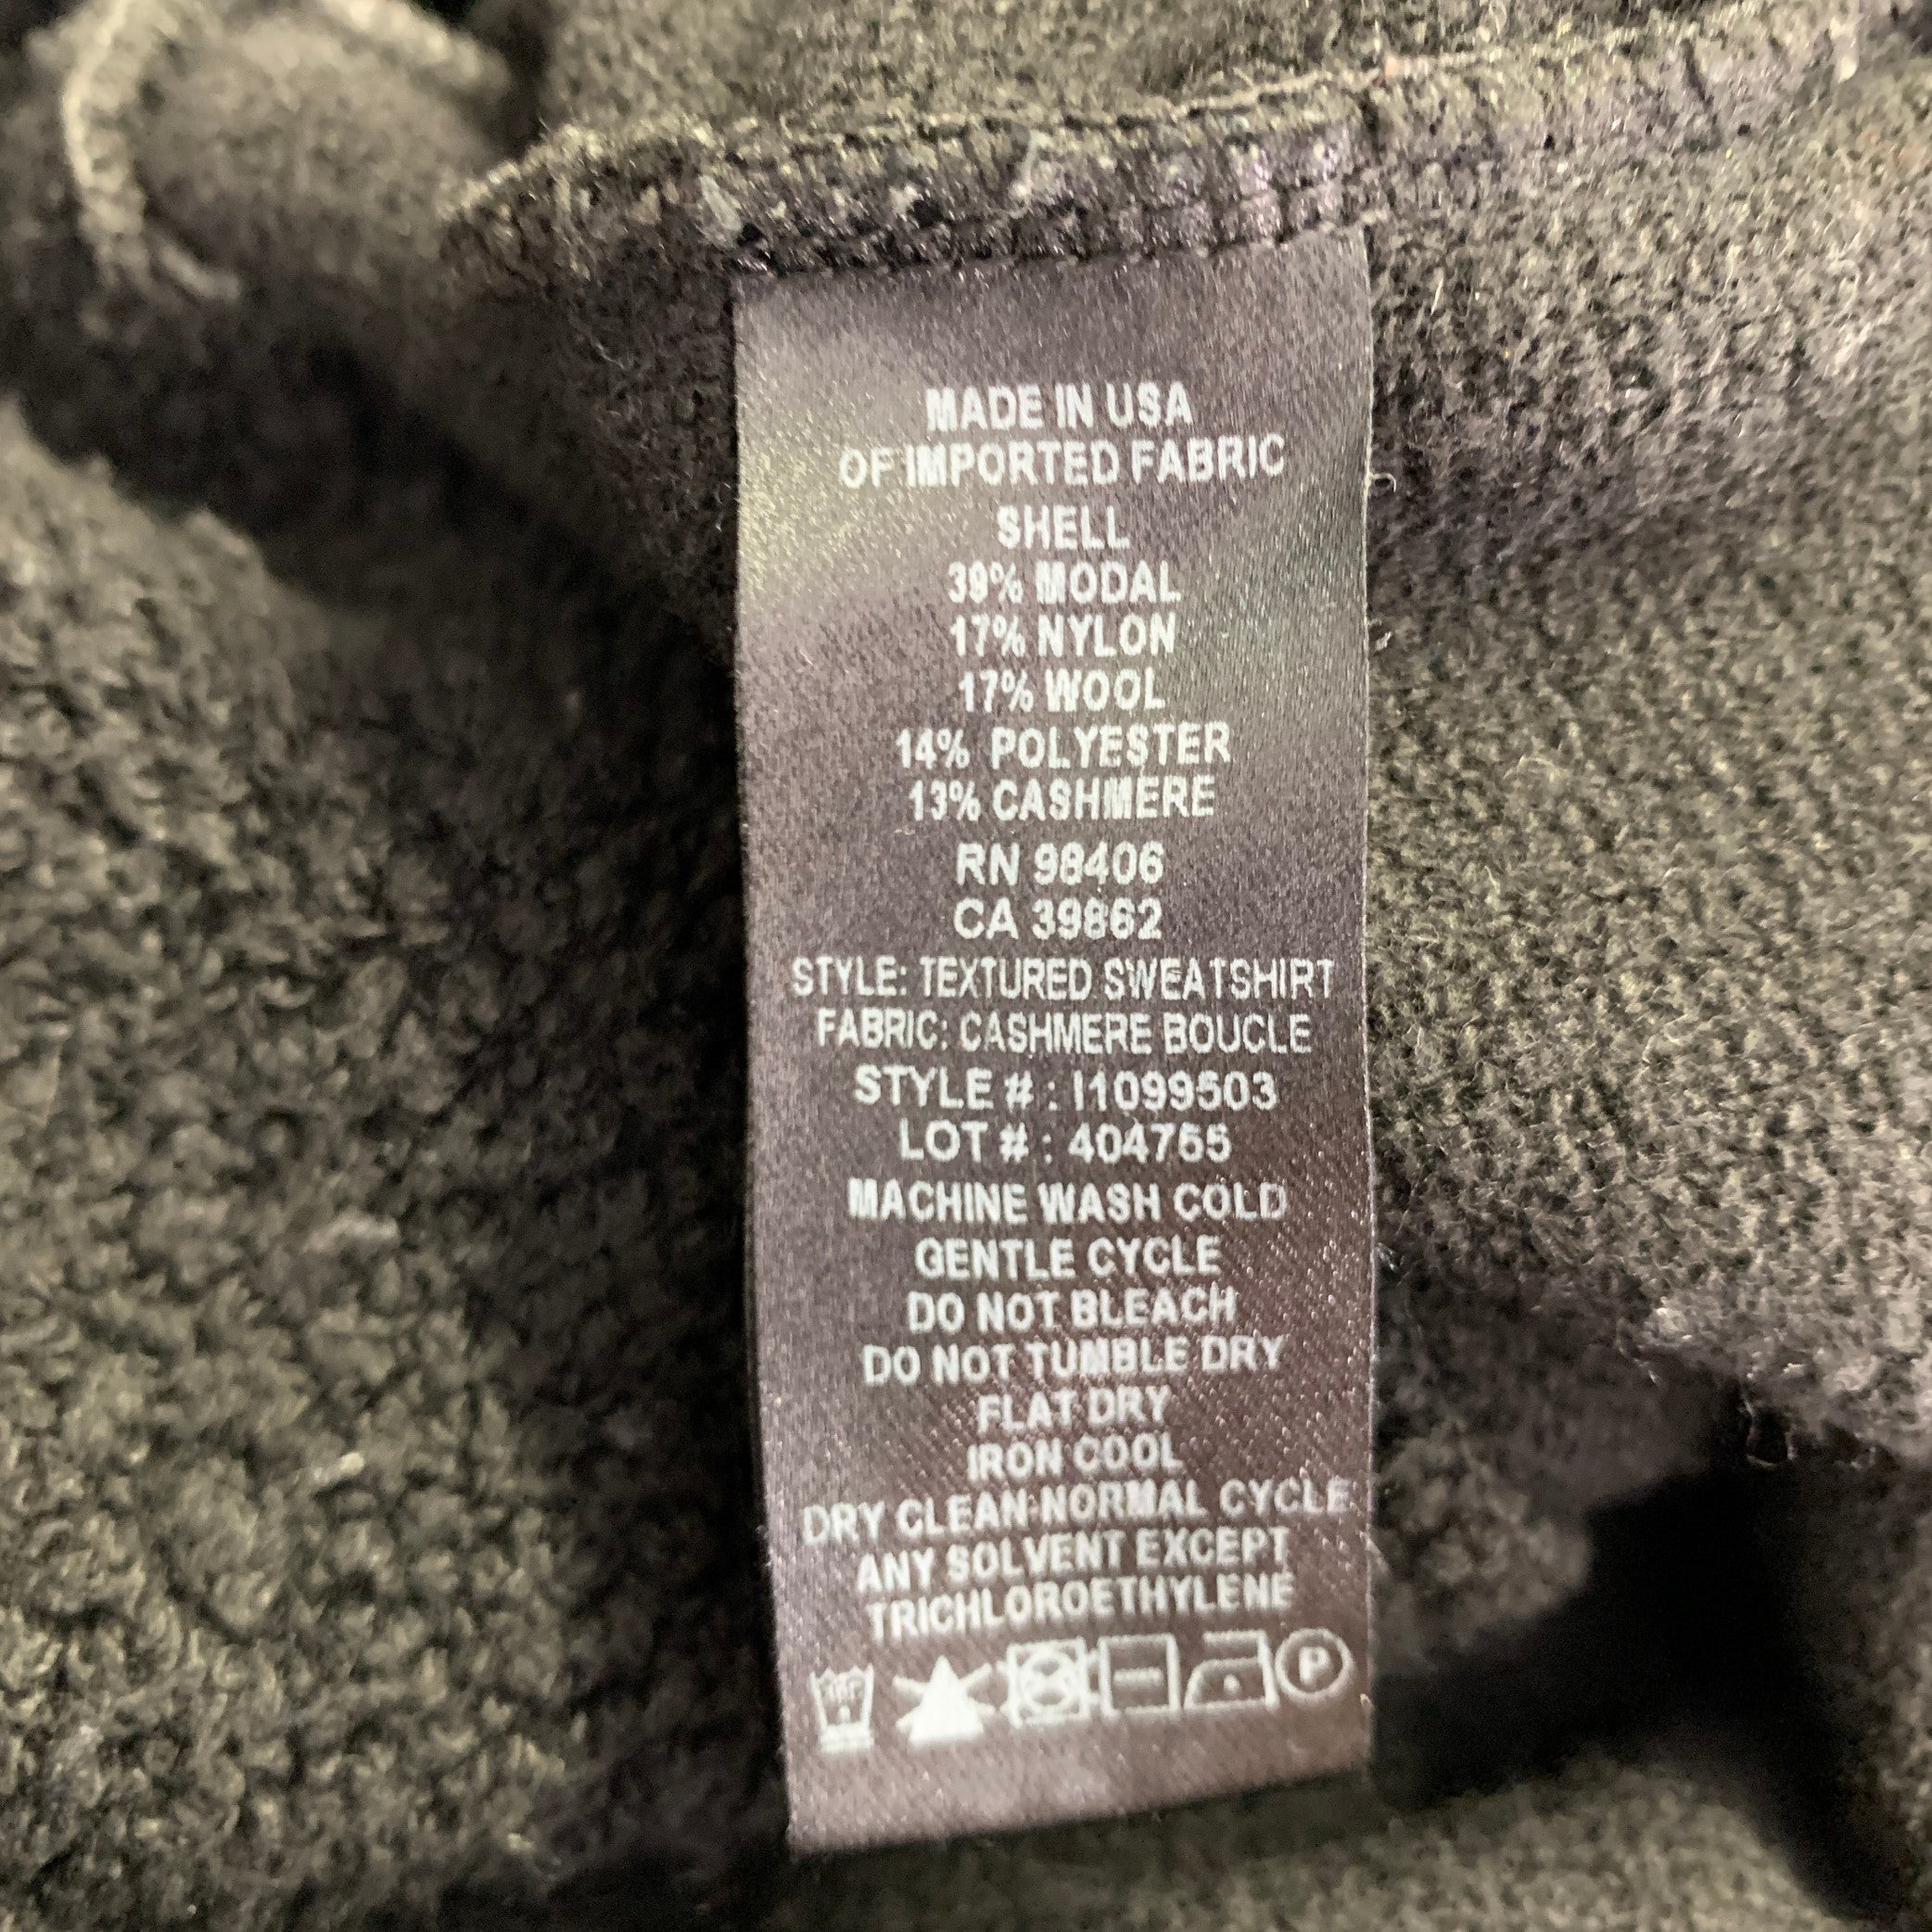 MADE IN USA
OF IMPORTED FABRIC
SHELL
39% MODAL
17% NYLON
17% WOOL
14% POLYESTER
13% CASHMERE
RN 98406
CA 39862
STYLE: TEXTURED SWEATSHIRT
FABRIC: CASHMERE BOUCLE
STYLE # : I1099503
LOT # : 404765
MACHINE WASH COLD
GENTLE CYCLE
DO NOT BLEACH
DO NOT TUMBLE DRY
FLAT DRY
IRON COOL
DRY CLEAN-NORMAL CYCLE
ANY SOLVENT EXCEPT
TRICHLOROETHYLENE
P